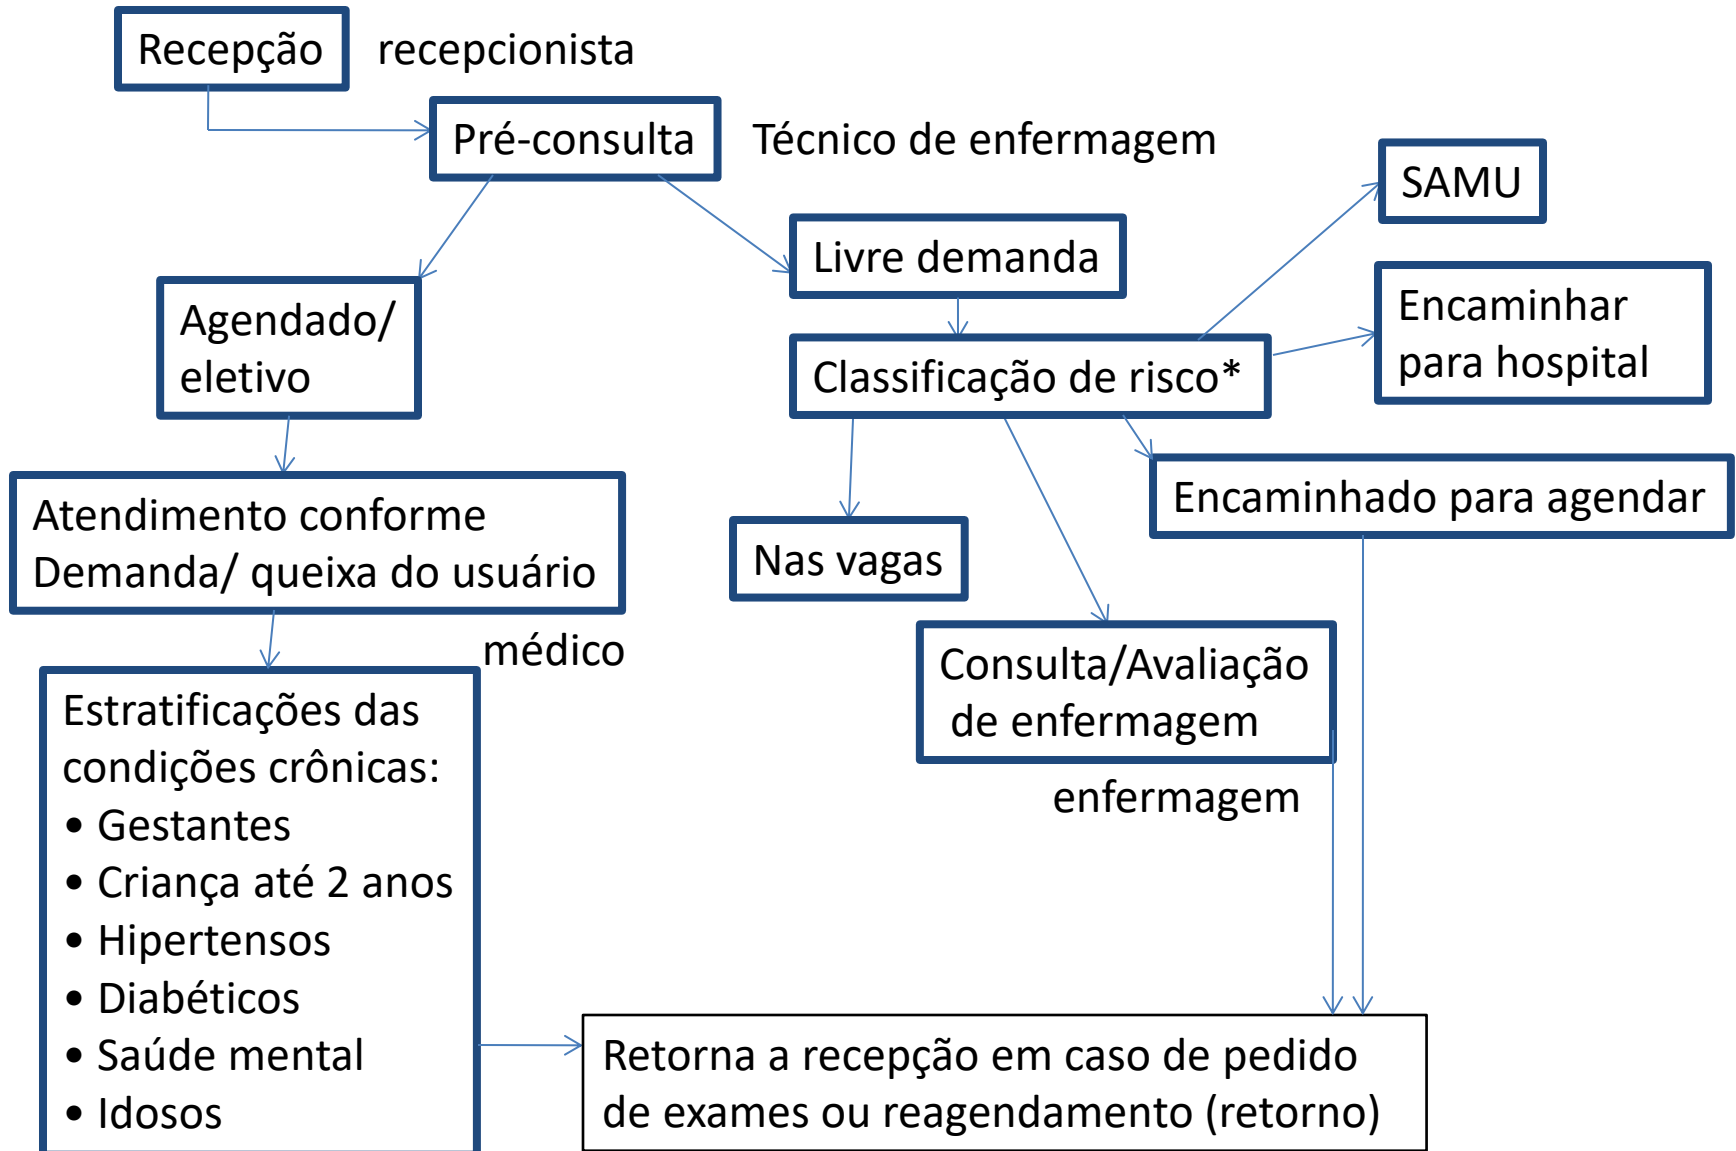 Recepção
recepcionista
Pré-consulta
Técnico de enfermagem
SAMU
Livre demanda
Encaminhar
para hospital
Agendado/
eletivo
Classificação de risco*
Encaminhado para agendar
Atendimento conforme
Demanda/ queixa do usuário
Nas vagas
médico
Consulta/Avaliação
de enfermagem
enfermagem
Estratificações das
condições crônicas:
• Gestantes
• Criança até 2 anos
• Hipertensos
• Diabéticos
• Saúde mental
• Idosos
Retorna a recepção em caso de pedido
de exames ou reagendamento (retorno)